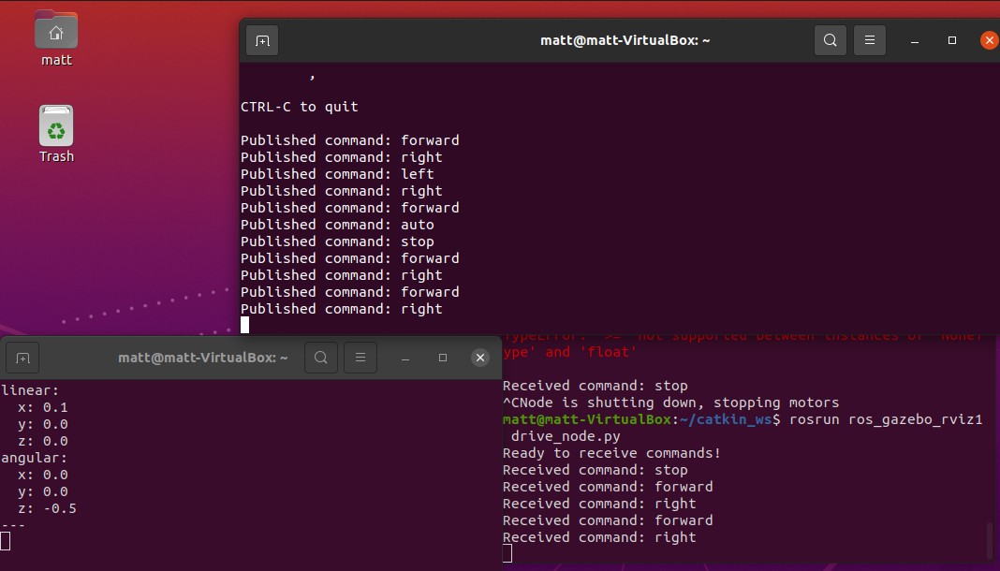 matt
Trash
matt@matt-VirtualBox: ~
,
CTRL-C to quit
Published command: forward
Published command: right
Published command: left
Published command: right
Published command: forward
Published command: auto
Published command: stop
Published command: forward
Published command: right
Published command: forward
Published command: right
matt@matt-VirtualBox: ~
linear:
  x: 0.1
  y: 0.0
  z: 0.0
angular:
  x: 0.0
  y: 0.0
  z: -0.5
---
TypeError: '>=' not supported between instances of 'NoneT
ype' and 'float'
Received command: stop
^CNode is shutting down, stopping motors
matt@matt-VirtualBox:~/catkin_ws$ rosrun ros_gazebo_rviz1
 drive_node.py
Ready to receive commands!
Received command: stop
Received command: forward
Received command: right
Received command: forward
Received command: right